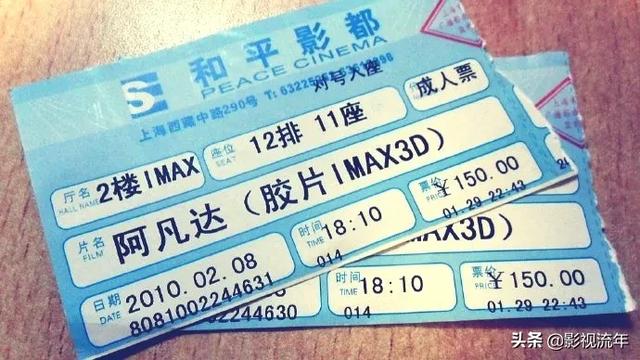 和平影都
PEACE CINEMA
上海西藏中路290号 T: 6322
对号入座
成人票
厅名
HALL NAME
2楼IMAX
座位
SEAT
12排 11座
片名
FILM
阿凡达（胶片IMAX3D）
票价
¥150.00
01.29 22:43
日期
DATE
2010.02.08
时间
TIME
18:10
014
8081002244631
MAX3D）
时间
TIME
18:10
014
票价
PRICE
¥150.00
01.29 22:43
02244630
头条 @影视流年